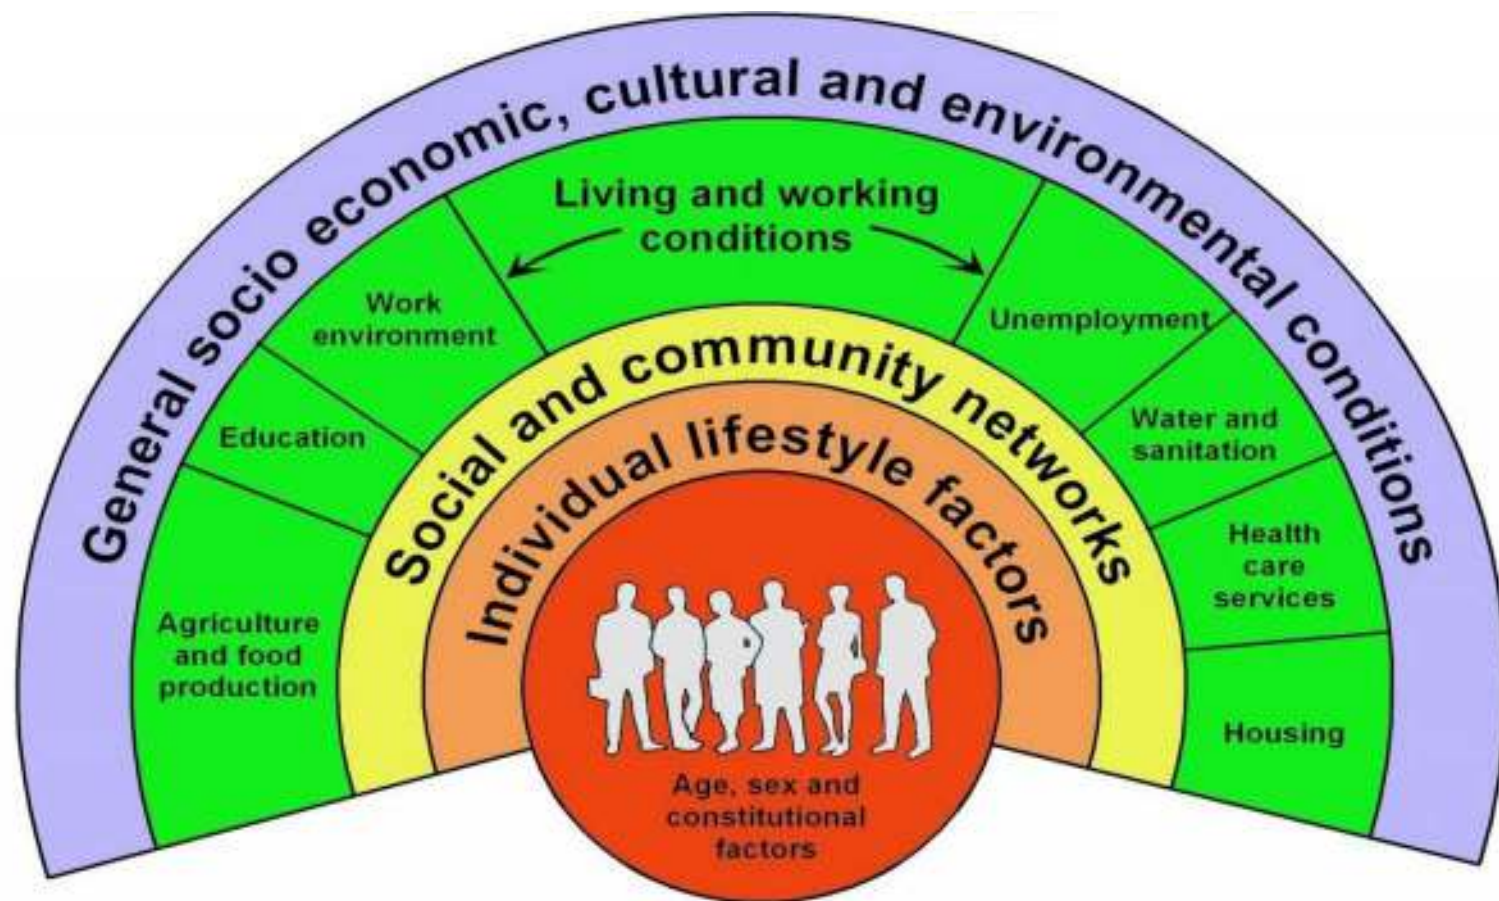 General socio economic, cultural and environmental conditions
Living and working
conditions
Work
environment
Unemployment
Education
Water and
sanitation
Agriculture
and food
production
Health
care
services
Housing
Social and community networks
Individual lifestyle factors
Age, sex and
constitutional
factors